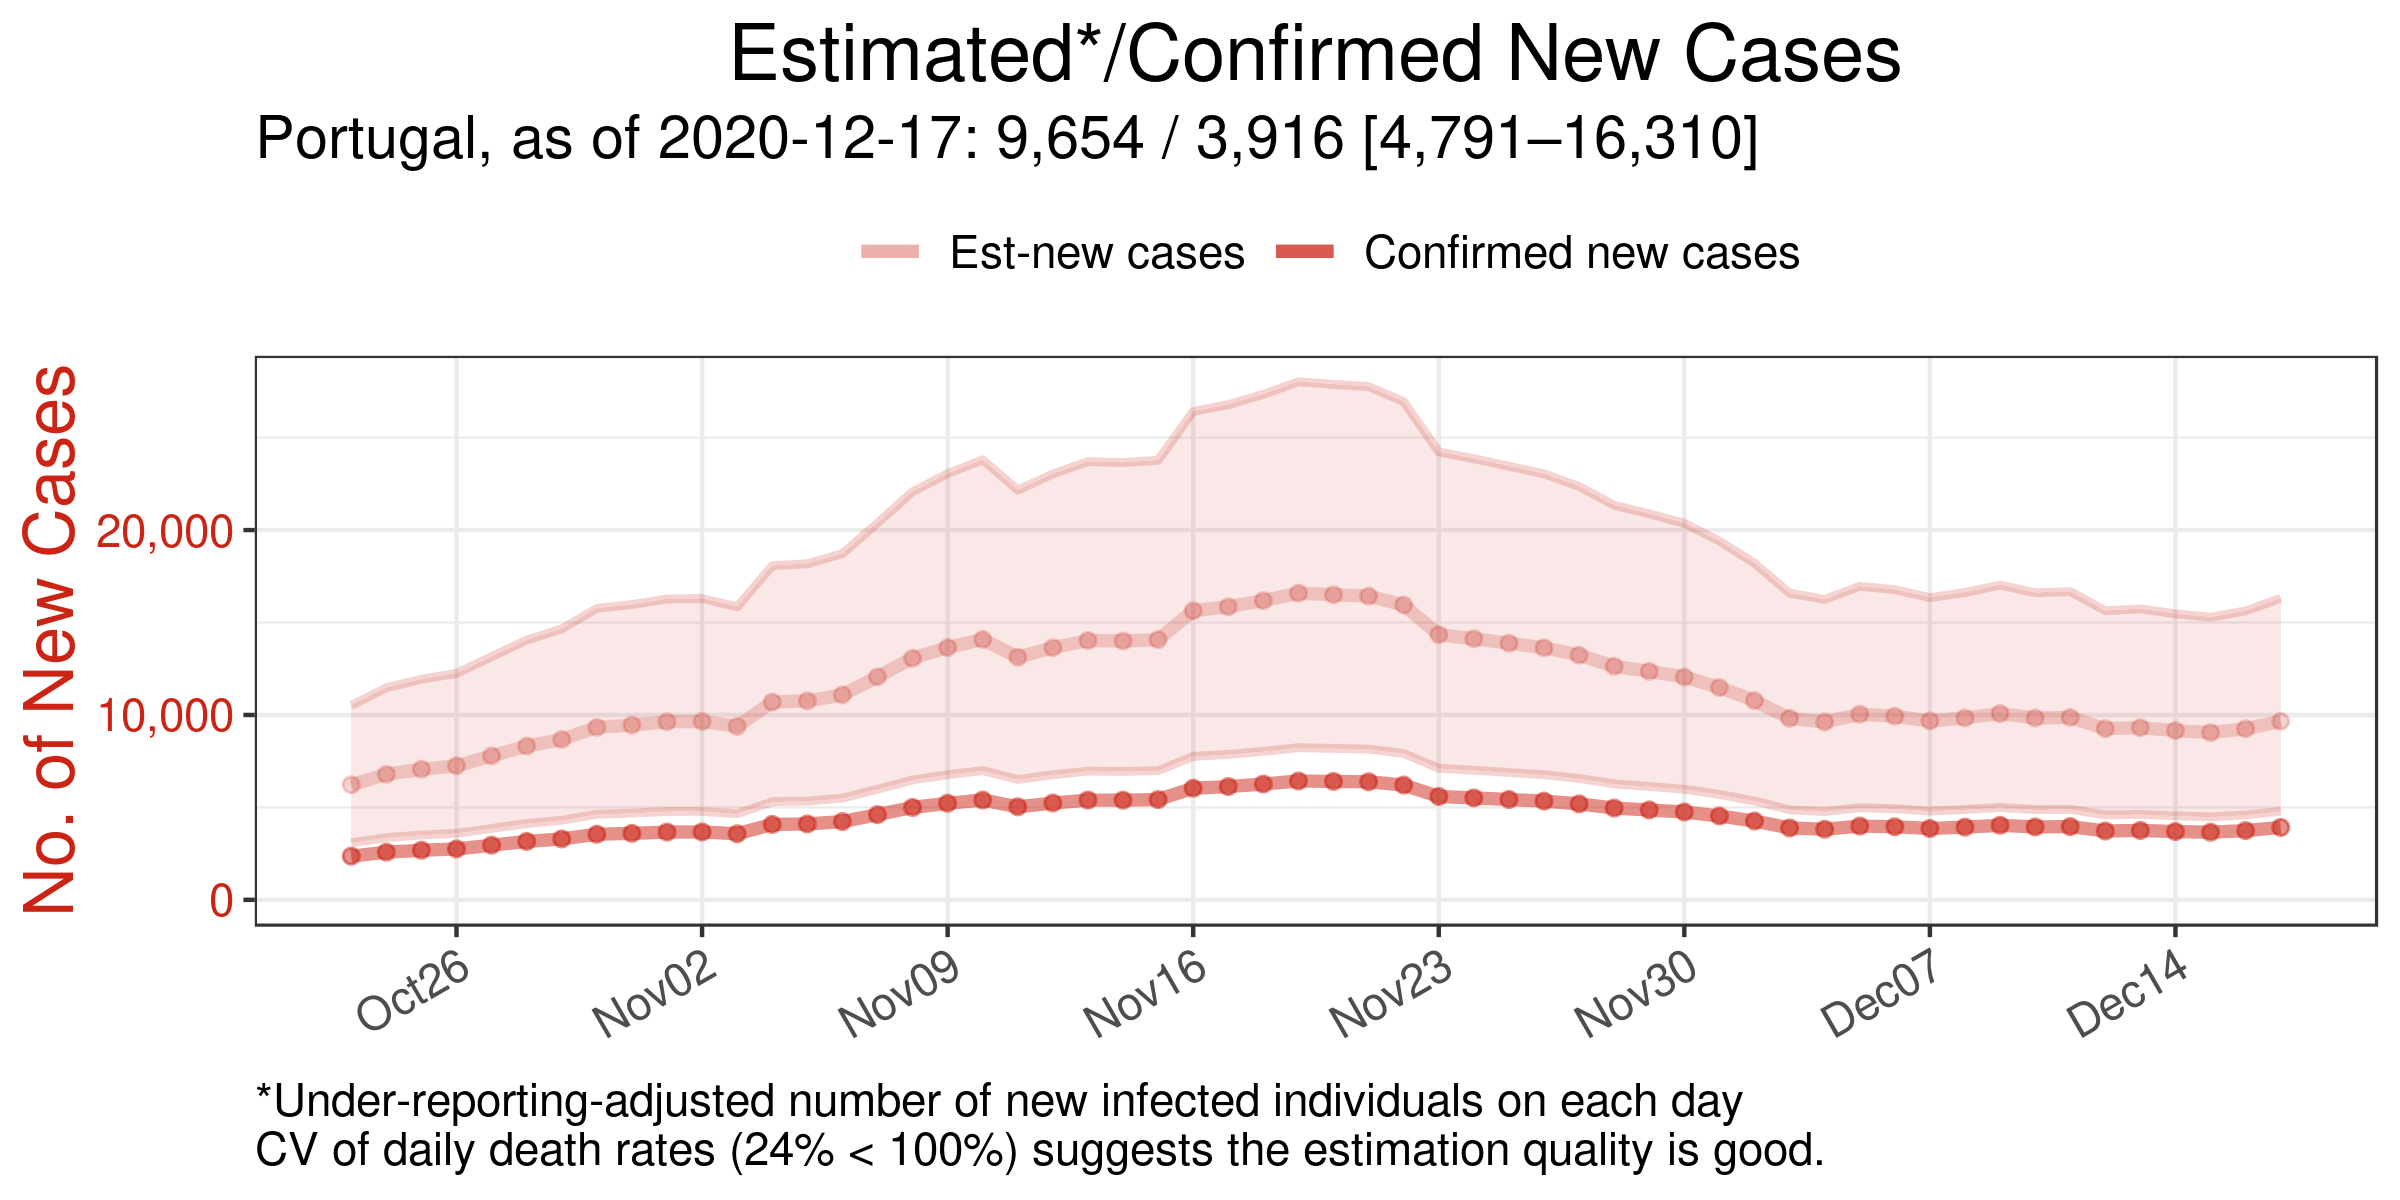 Estimated*/Confirmed New Cases
Portugal, as of 2020-12-17: 9,654 / 3,916 [4,791–16,310]
Est-new cases Confirmed new cases
No. of New Cases
20,000
10,000
0
Oct26 Nov02 Nov09 Nov16 Nov23 Nov30 Dec07 Dec14
*Under-reporting-adjusted number of new infected individuals on each day
CV of daily death rates (24% < 100%) suggests the estimation quality is good.